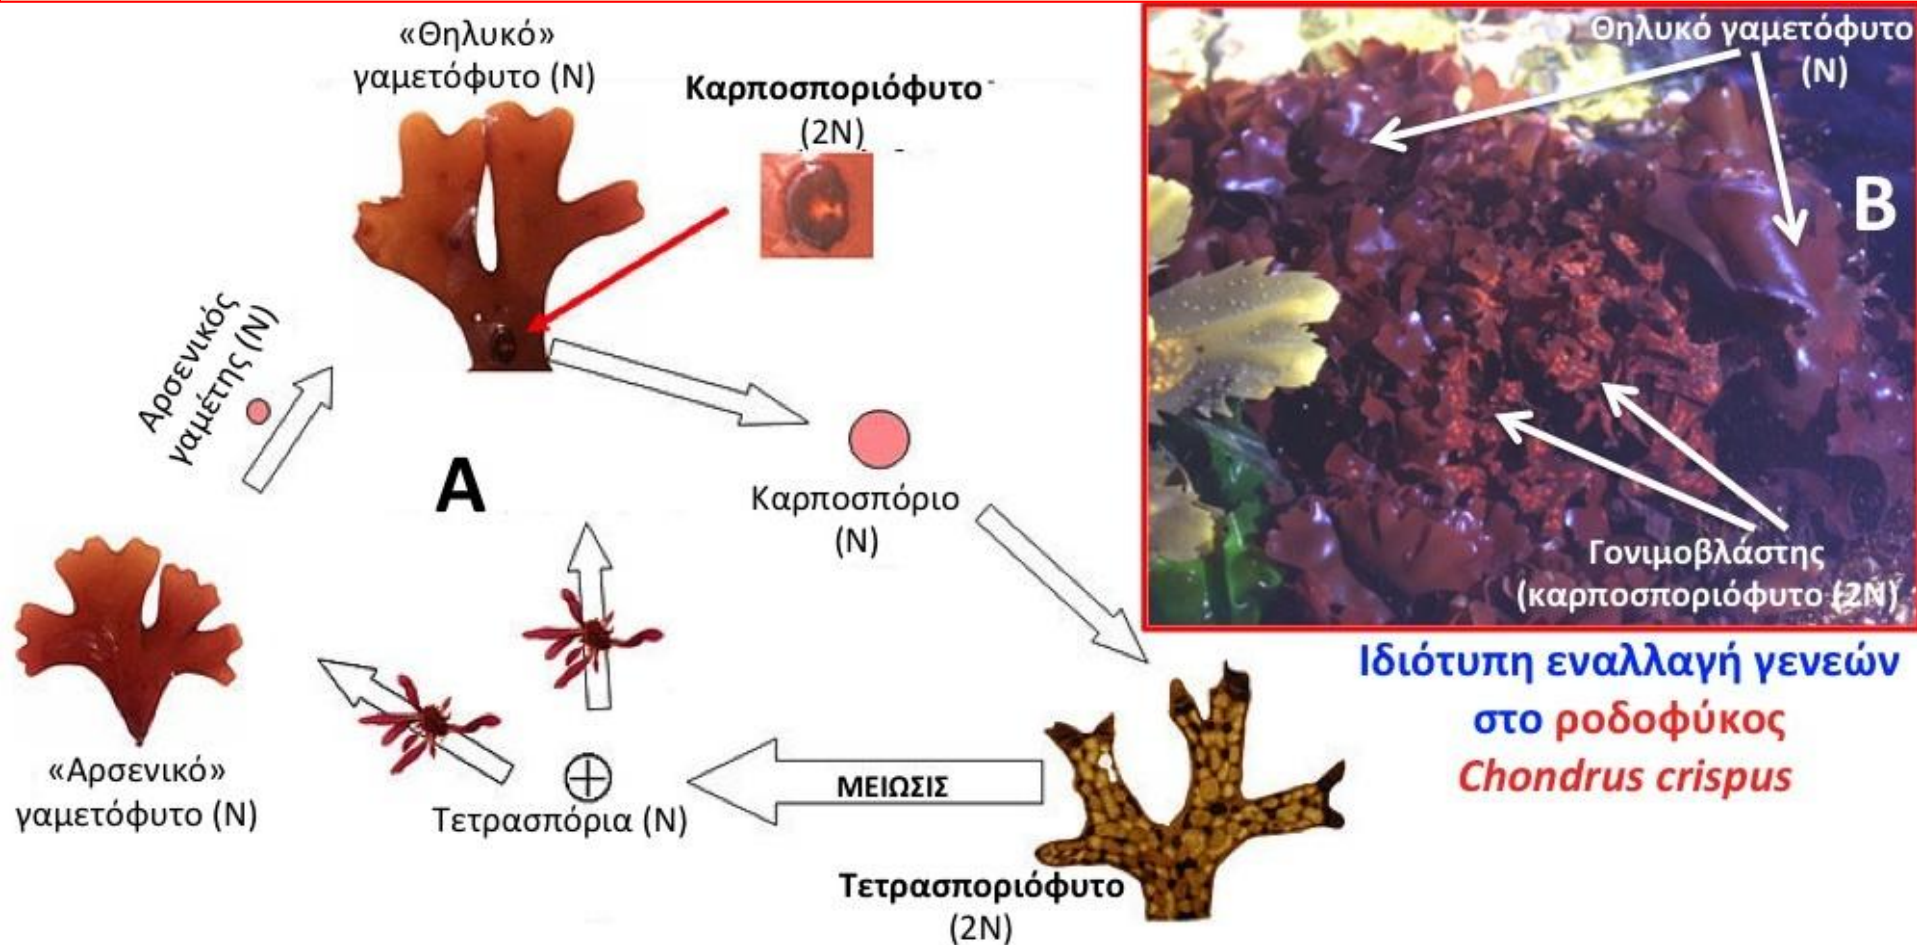 «Θηλυκό»
γαμετόφυτο (Ν)
Καρποσποριόφυτο
(2Ν)
Αρσενικός
γαμέτης (Ν)
Α
Καρποσπόριο
(Ν)
«Αρσενικό»
γαμετόφυτο (Ν)
Τετρασπόρια (Ν)
ΜΕΙΩΣΙΣ
Τετρασποριόφυτο
(2Ν)
Θηλυκό γαμετόφυτο
(Ν)
Β
Γονιμοβλάστης
(καρποσποριόφυτο (2Ν)
Ιδιότυπη εναλλαγή γενεών
στο ροδοφύκος
Chondrus crispus